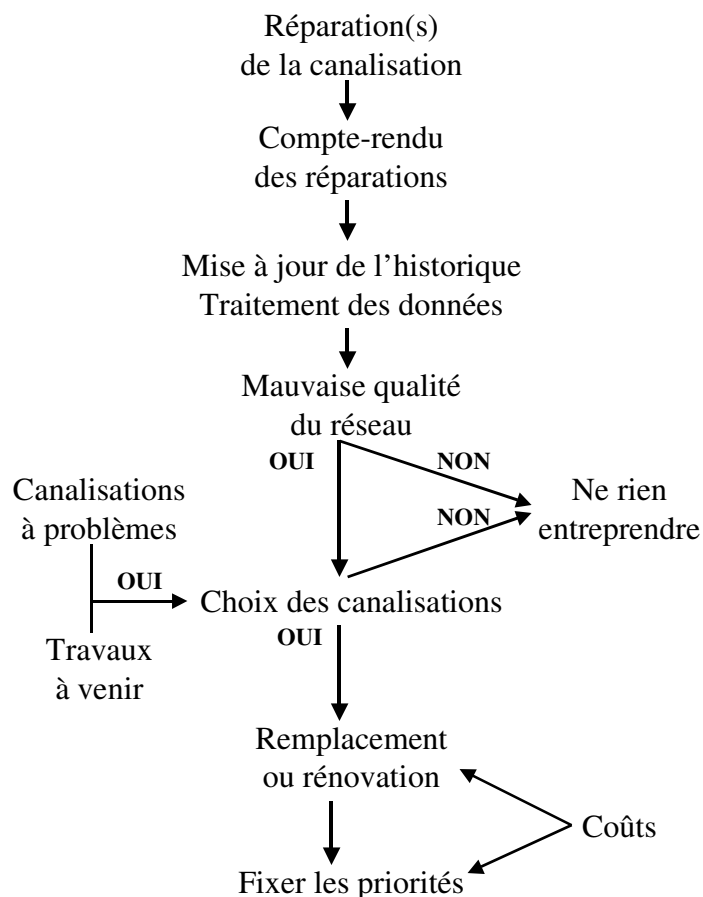 Réparation(s)
de la canalisation
Compte-rendu
des réparations
Mise à jour de l’historique
Traitement des données
Mauvaise qualité
du réseau
OUI
NON
Canalisations
à problèmes
Ne rien
entreprendre
NON
OUI
Choix des canalisations
OUI
Travaux
à venir
Remplacement
ou rénovation
Coûts
Fixer les priorités